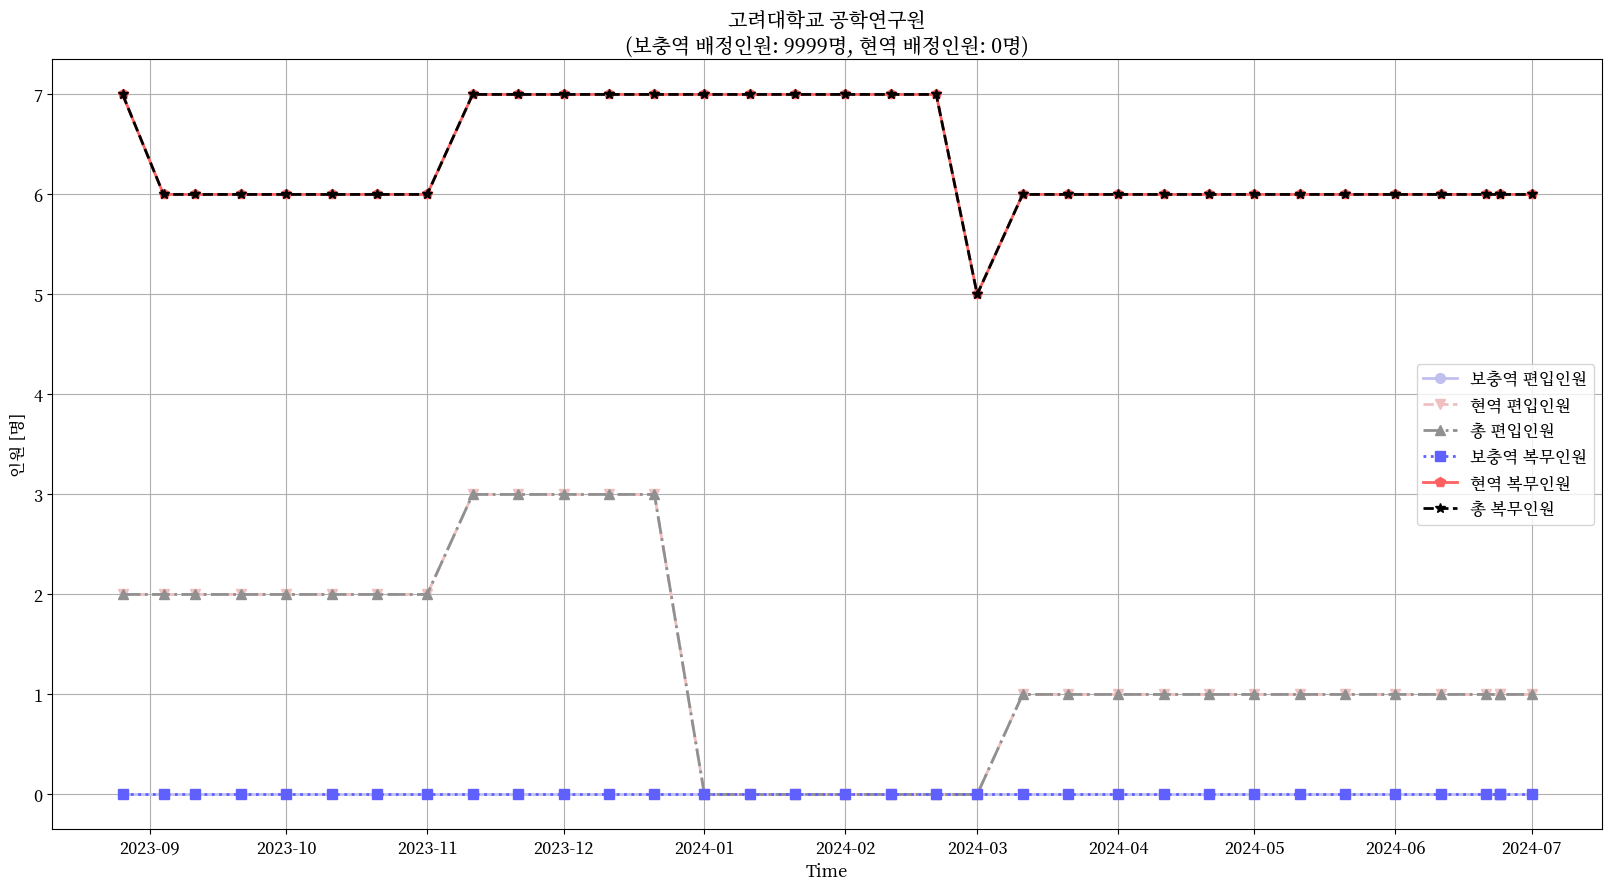 고려대학교 공학연구원
(보충역 배정인원: 9999명, 현역 배정인원: 0명)
7
6
5
4
3
2
1
0
인원 [명]
보충역 편입인원
현역 편입인원
총 편입인원
보충역 복무인원
현역 복무인원
총 복무인원
2023-09 2023-10 2023-11 2023-12 2024-01 2024-02 2024-03 2024-04 2024-05 2024-06 2024-07
Time